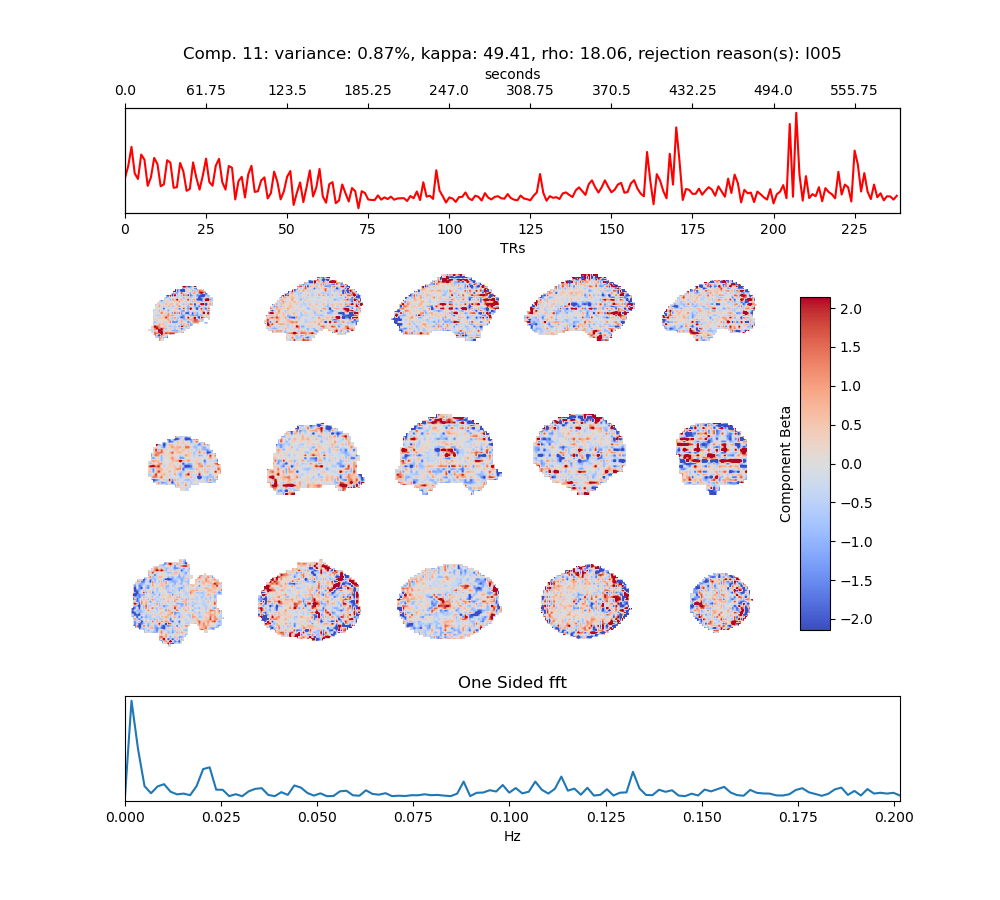 Comp. 11: variance: 0.87%, kappa: 49.41, rho: 18.06, rejection reason(s): I005
seconds
0.0 61.75 123.5 185.25 247.0 308.75 370.5 432.25 494.0 555.75
0 25 50 75 100 125 150 175 200 225
TRs
2.0
1.5
1.0
0.5
0.0
−0.5
−1.0
−1.5
−2.0
Component Beta
One Sided fft
0.000 0.025 0.050 0.075 0.100 0.125 0.150 0.175 0.200
Hz